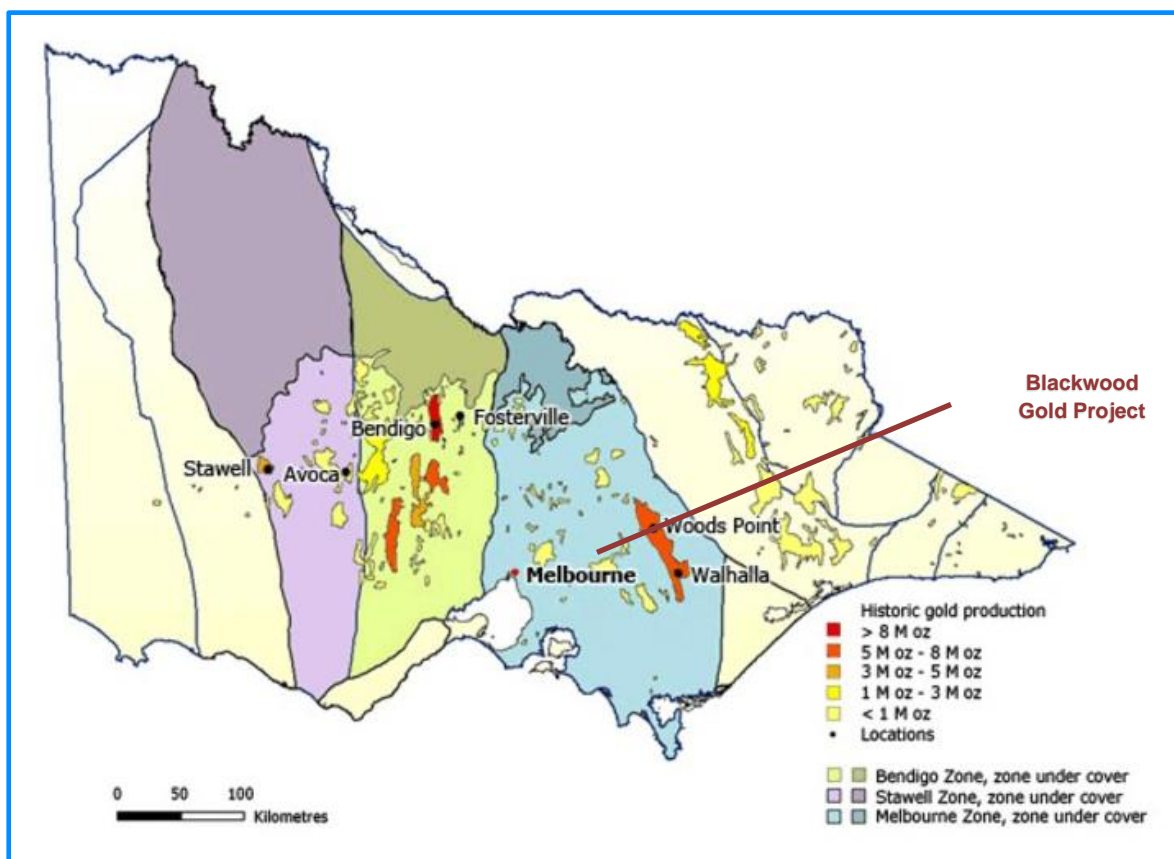 Blackwood
Gold Project
Fosterville
Bendigo
Stawell
Avoca
Woods Point
Melbourne
Walhalla
Historic gold production
> 8 M oz
5 M oz - 8 M oz
3 M oz - 5 M oz
1 M oz - 3 M oz
< 1 M oz
Locations
Bendigo Zone, zone under cover
Stawell Zone, zone under cover
Melbourne Zone, zone under cover
0 50 100
Kilometres